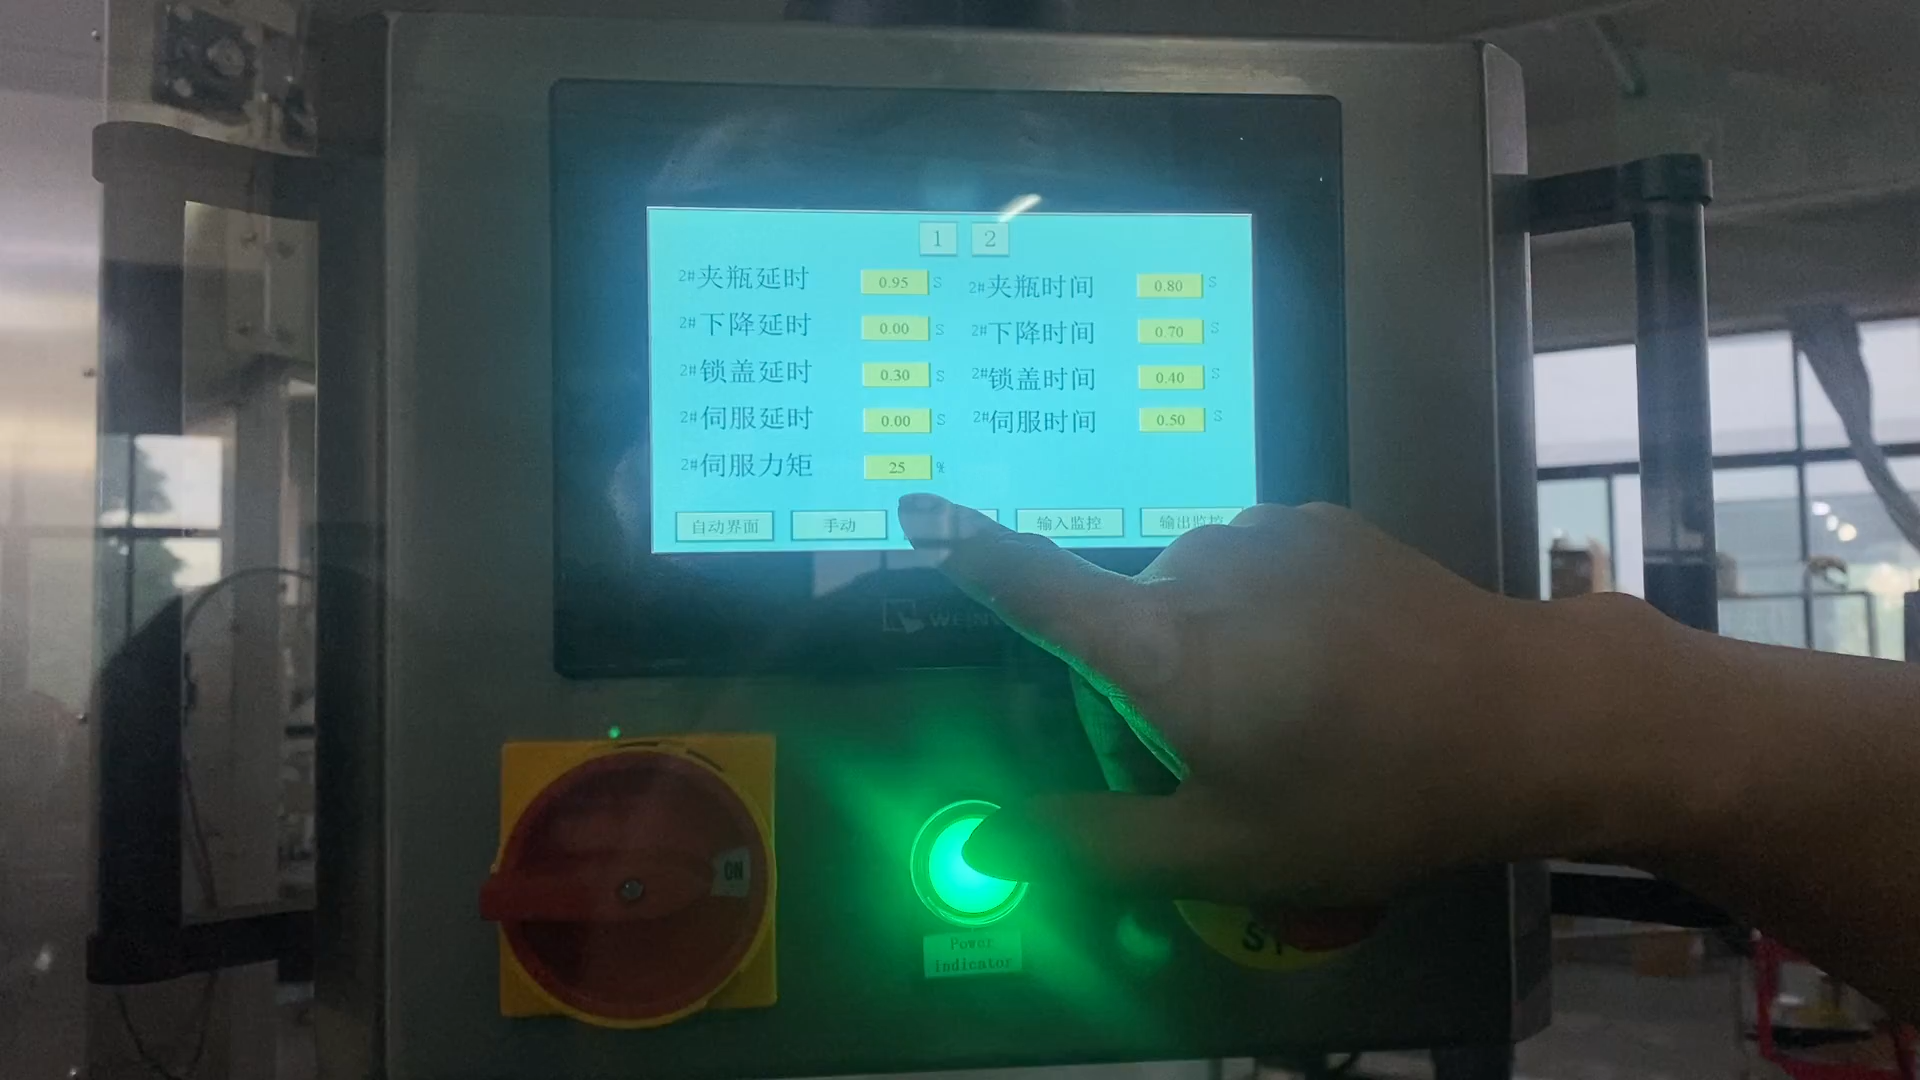 1 2
2#夹瓶延时 0.95 S 2#夹瓶时间 0.80 S
2#下降延时 0.00 S 2#下降时间 0.70 S
2#锁盖延时 0.30 S 2#锁盖时间 0.40 S
2#伺服延时 0.00 S 2#伺服时间 0.50 S
2#伺服力矩 25 %
自动界面 手动 输入监控 输出监控
ON
Power
indicator